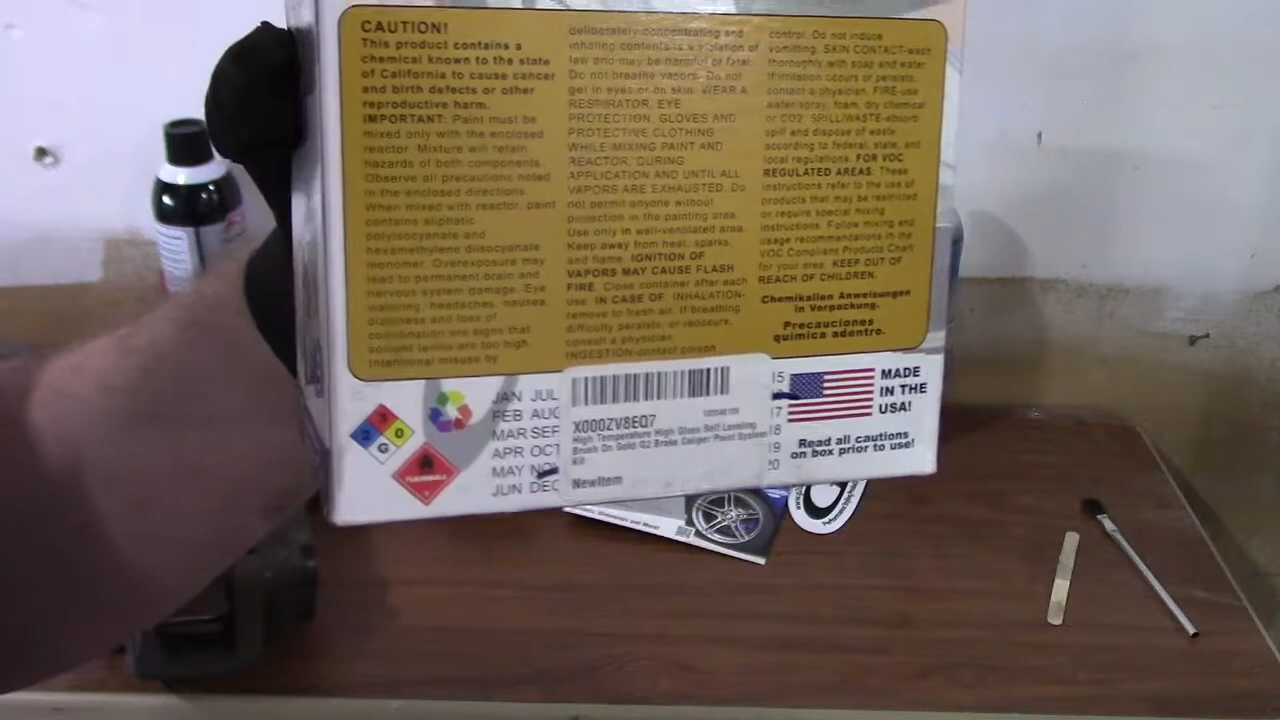 CAUTION!
This product contains a
chemical known to the state
of California to cause cancer
and birth defects or other
reproductive harm.
IMPORTANT: Paint must be
mixed only with the enclosed
reactor. Mixture will retain
hazards of both components.
Observe all precautions noted
in the enclosed directions.
When mixed with reactor, paint
contains aliphatic
polyisocyanate and
hexamethylene diisocyanate
monomer. Overexposure may
lead to permanent brain and
nervous system damage. Eye
watering, headaches, nausea,
dizziness and loss of
coordination are signs that
solvent levels are too high.
Intentional misuse by
deliberately concentrating and
inhaling contents is a violation of
law and may be harmful or fatal.
Do not breathe vapors. Do not
get in eyes or on skin. WEAR A
RESPIRATOR, EYE
PROTECTION, GLOVES AND
PROTECTIVE CLOTHING
WHILE MIXING PAINT AND
REACTOR, DURING
APPLICATION AND UNTIL ALL
VAPORS ARE EXHAUSTED. Do
not permit anyone without
protection in the painting area.
Use only in well-ventilated area.
Keep away from heat, sparks,
and flame. IGNITION OF
VAPORS MAY CAUSE FLASH
FIRE. Close container after each
use. IN CASE OF: INHALATION-
remove to fresh air. If breathing
difficulty persists, or reoccurs,
consult a physician.
INGESTION-contact poison
control. Do not induce
vomitting. SKIN CONTACT-wash
thoroughly with soap and water.
If irritation occurs or persists,
contact a physician. FIRE-use
water spray, foam, dry chemical
or CO2. SPILL/WASTE-absorb
spill and dispose of waste
according to federal, state, and
local regulations. FOR VOC
REGULATED AREAS: These
instructions refer to the use of
products that may be restricted
or require special mixing
instructions. Follow mixing and
usage recommendations in the
VOC Compliant Products Chart
for your area. KEEP OUT OF
REACH OF CHILDREN.
Chemikalien Anweisungen
in Verpackung.
Precauciones
quimica adentro.
3
2 0
G
FLAMMABLE
JAN JUL
FEB AUG
MAR SEP
APR OCT
MAY NOV
JUN DEC
X000ZV8EQ7
High Temperature High Gloss Self Leveling
Brush On Gold G2 Brake Caliper Paint System
Kit
NewItem
15
17
18
19
20
MADE
IN THE
USA!
Read all cautions
on box prior to use!